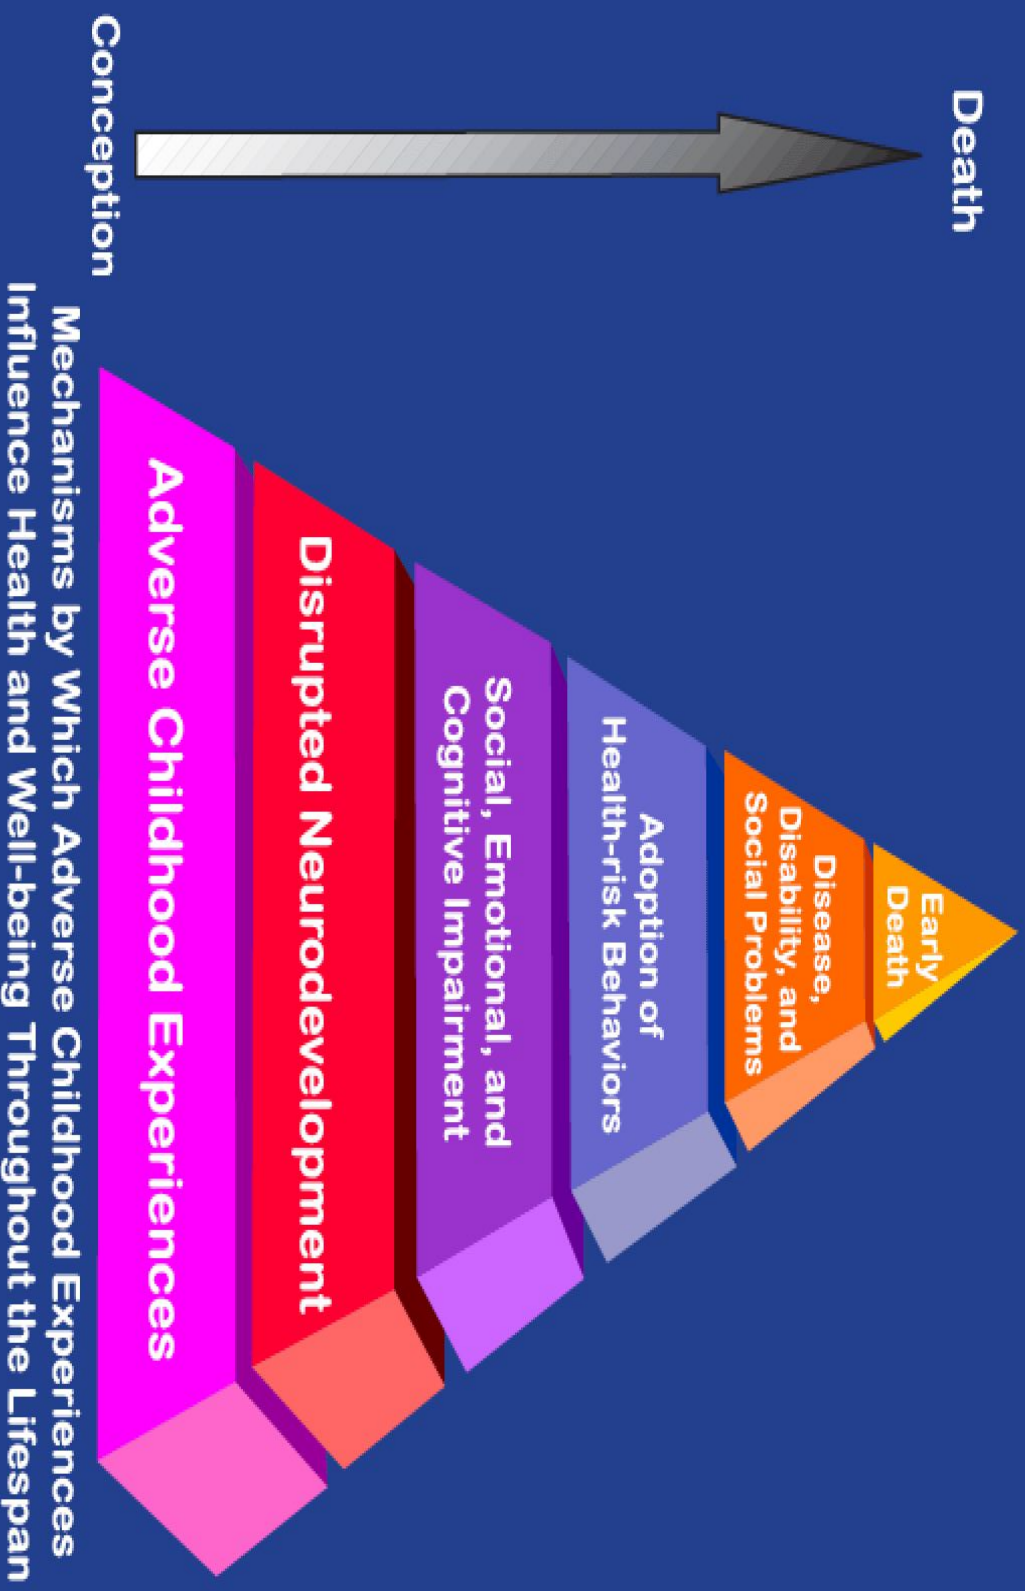 Death
Conception
Early
Death
Disease,
Disability, and
Social Problems
Adoption of
Health-risk Behaviors
Social, Emotional, and
Cognitive Impairment
Disrupted Neurodevelopment
Adverse Childhood Experiences
Mechanisms by Which Adverse Childhood Experiences
Influence Health and Well-being Throughout the Lifespan